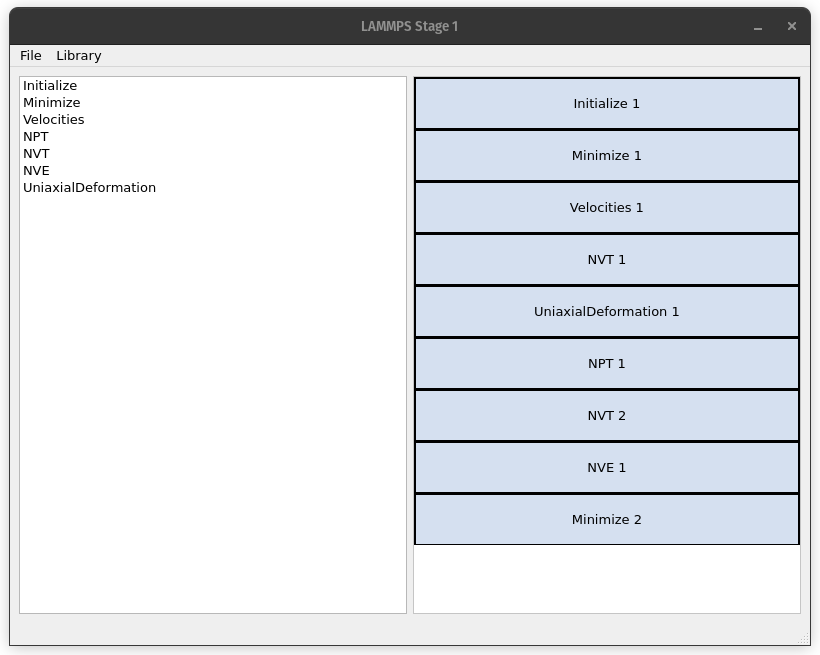 LAMMPS Stage 1
File Library
Initialize
Minimize
Velocities
NPT
NVT
NVE
UniaxialDeformation
Initialize 1
Minimize 1
Velocities 1
NVT 1
UniaxialDeformation 1
NPT 1
NVT 2
NVE 1
Minimize 2